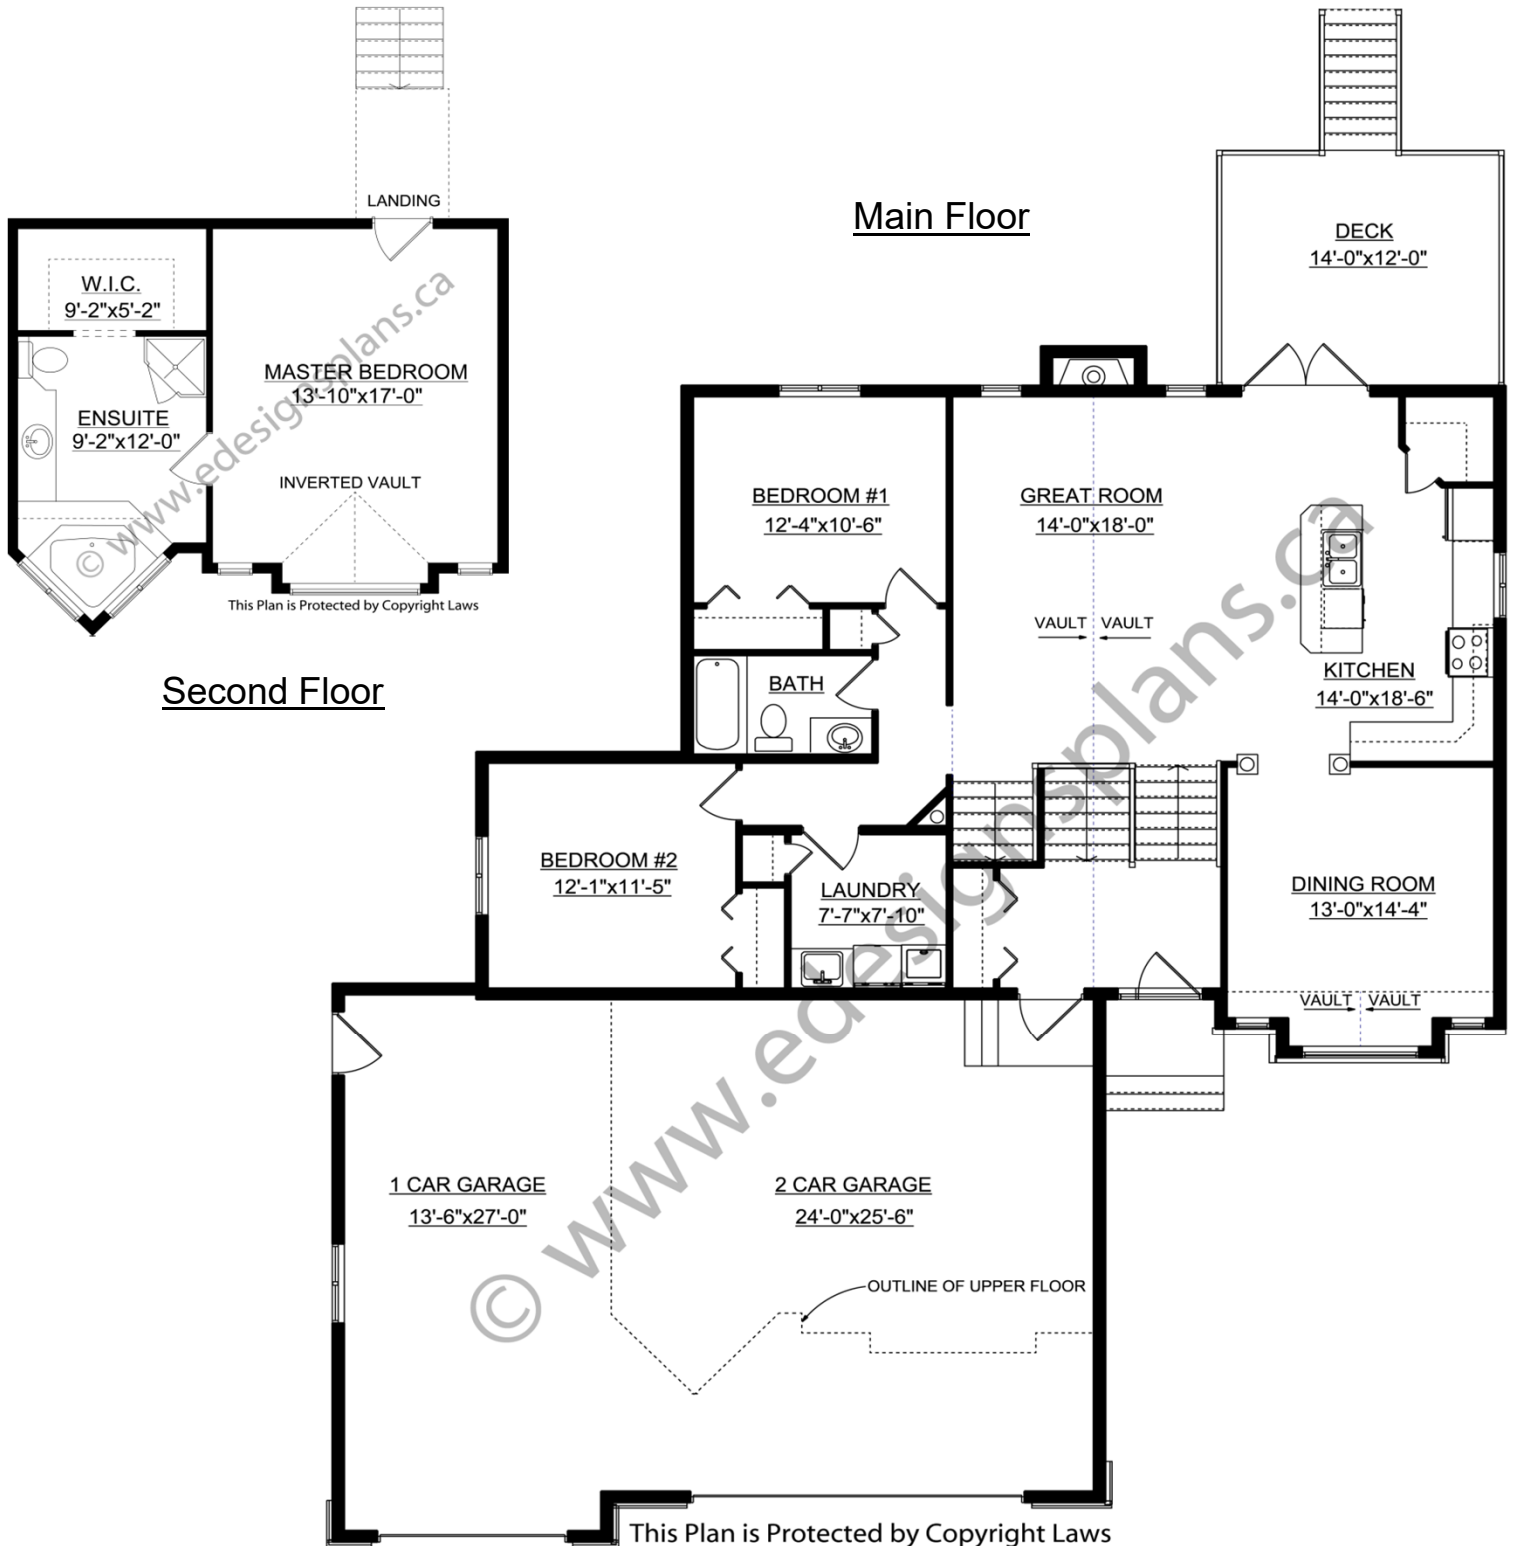 LANDING
W.I.C.
9'-2"x5'-2"
MASTER BEDROOM
13'-10"x17'-0"
ENSUITE
9'-2"x12'-0"
INVERTED VAULT
© www.edesignsplans.ca
This Plan is Protected by Copyright Laws
Second Floor
Main Floor
DECK
14'-0"x12'-0"
BEDROOM #1
12'-4"x10'-6"
GREAT ROOM
14'-0"x18'-0"
VAULT VAULT
KITCHEN
14'-0"x18'-6"
BATH
BEDROOM #2
12'-1"x11'-5"
LAUNDRY
7'-7"x7'-10"
DINING ROOM
13'-0"x14'-4"
VAULT VAULT
1 CAR GARAGE
13'-6"x27'-0"
2 CAR GARAGE
24'-0"x25'-6"
OUTLINE OF UPPER FLOOR
© www.edesignsplans.ca
This Plan is Protected by Copyright Laws